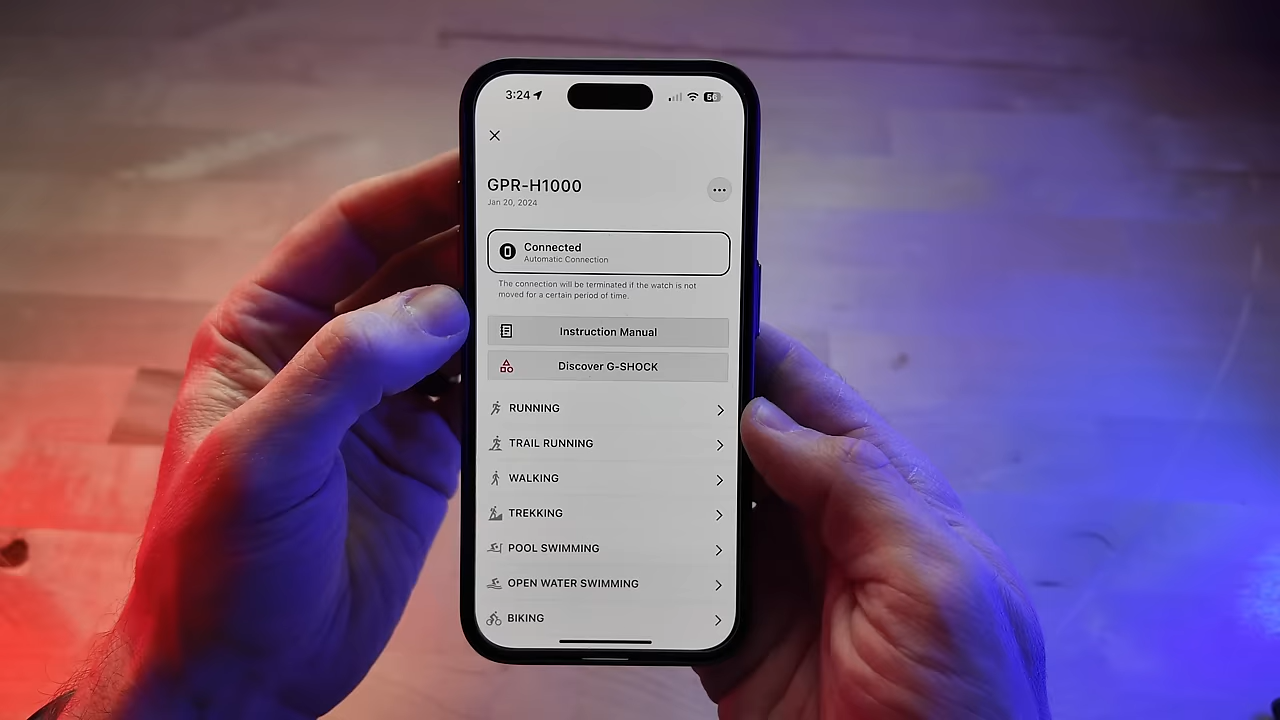 3:24
56
GPR-H1000
Jan 20, 2024
Connected
Automatic Connection
The connection will be terminated if the watch is not
moved for a certain period of time.
Instruction Manual
Discover G-SHOCK
RUNNING
TRAIL RUNNING
WALKING
TREKKING
POOL SWIMMING
OPEN WATER SWIMMING
BIKING